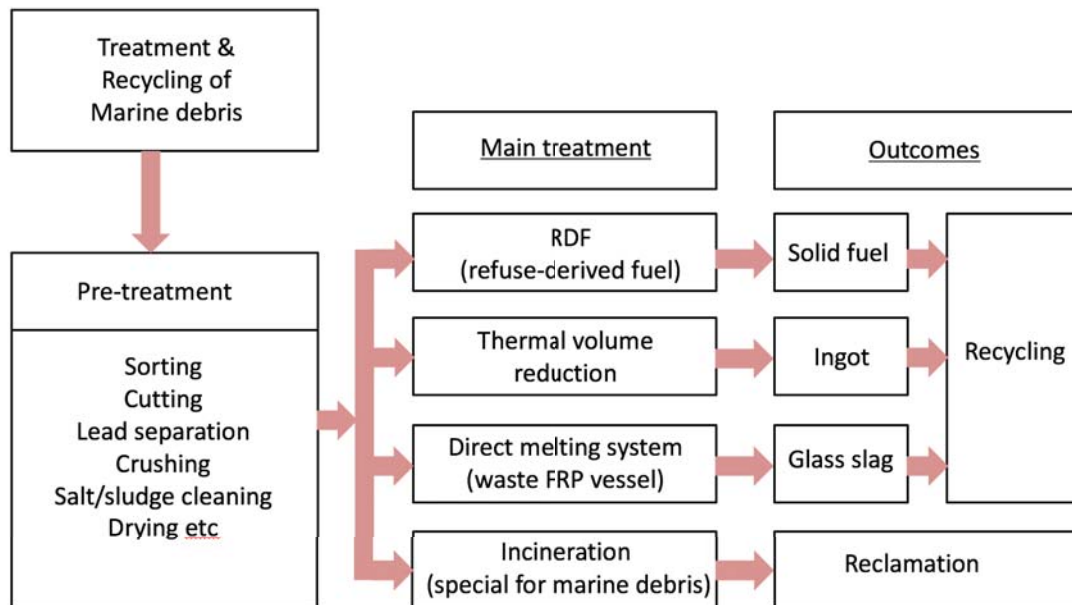 Treatment &
Recycling of
Marine debris
Main treatment
Outcomes
Pre-treatment
Sorting
Cutting
Lead separation
Crushing
Salt/sludge cleaning
Drying etc
RDF
(refuse-derived fuel)
Solid fuel
Thermal volume
reduction
Ingot
Direct melting system
(waste FRP vessel)
Glass slag
Recycling
Incineration
(special for marine debris)
Reclamation